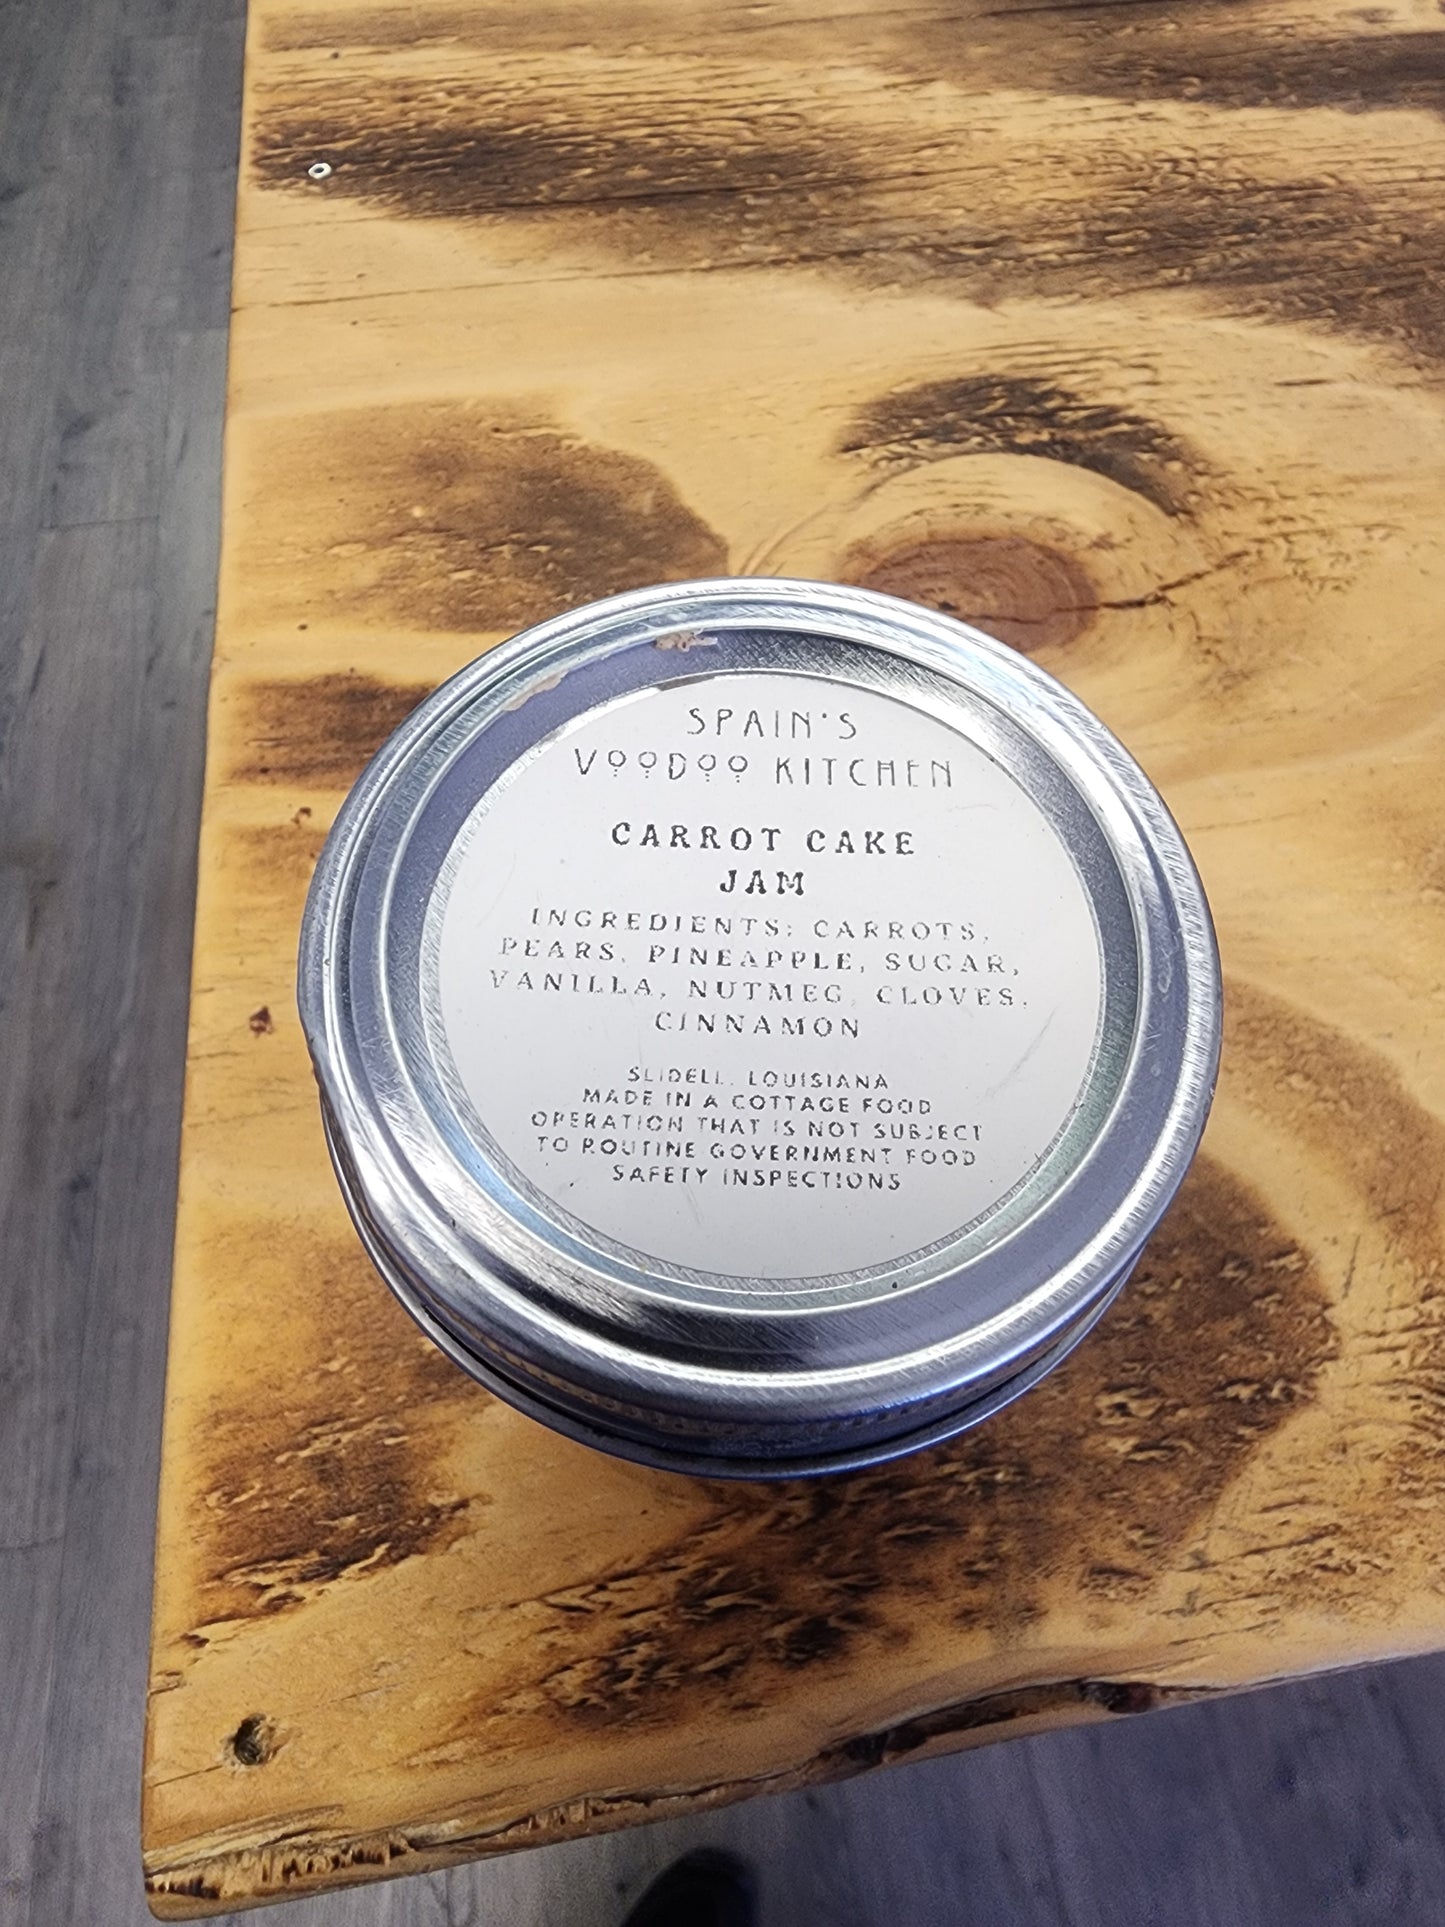 SPAIN'S
VOODOO KITCHEN
CARROT CAKE
JAM
INGREDIENTS: CARROTS,
PEARS, PINEAPPLE, SUGAR,
VANILLA, NUTMEG, CLOVES,
CINNAMON
SLIDELL, LOUISIANA
MADE IN A COTTAGE FOOD
OPERATION THAT IS NOT SUBJECT
TO ROUTINE GOVERNMENT FOOD
SAFETY INSPECTIONS